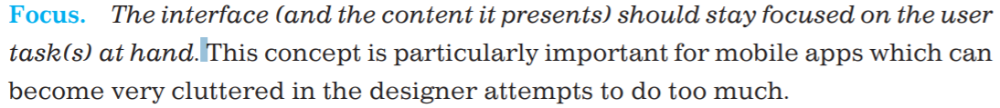 Focus. The interface (and the content it presents) should stay focused on the user
task(s) at hand. This concept is particularly important for mobile apps which can
become very cluttered in the designer attempts to do too much.